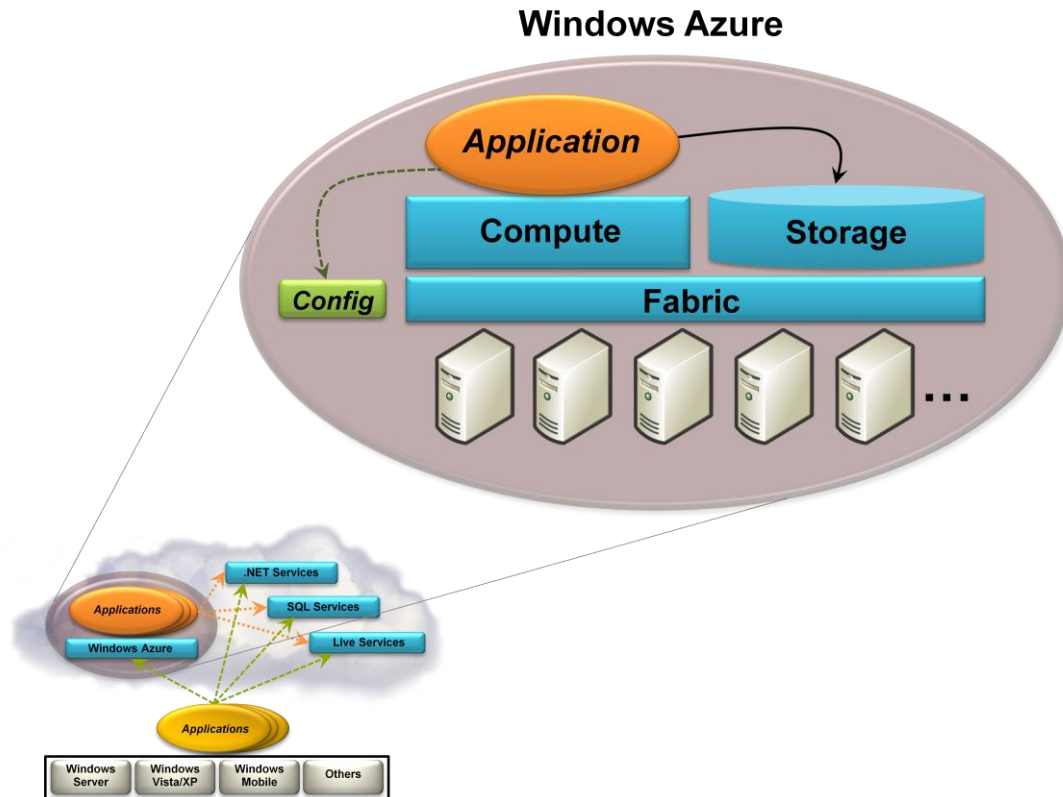 Windows Azure
Application
Compute
Storage
Config
Fabric
...
.NET Services
Applications
SQL Services
Windows Azure
Live Services
Applications
Windows
Server
Windows
Vista/XP
Windows
Mobile
Others